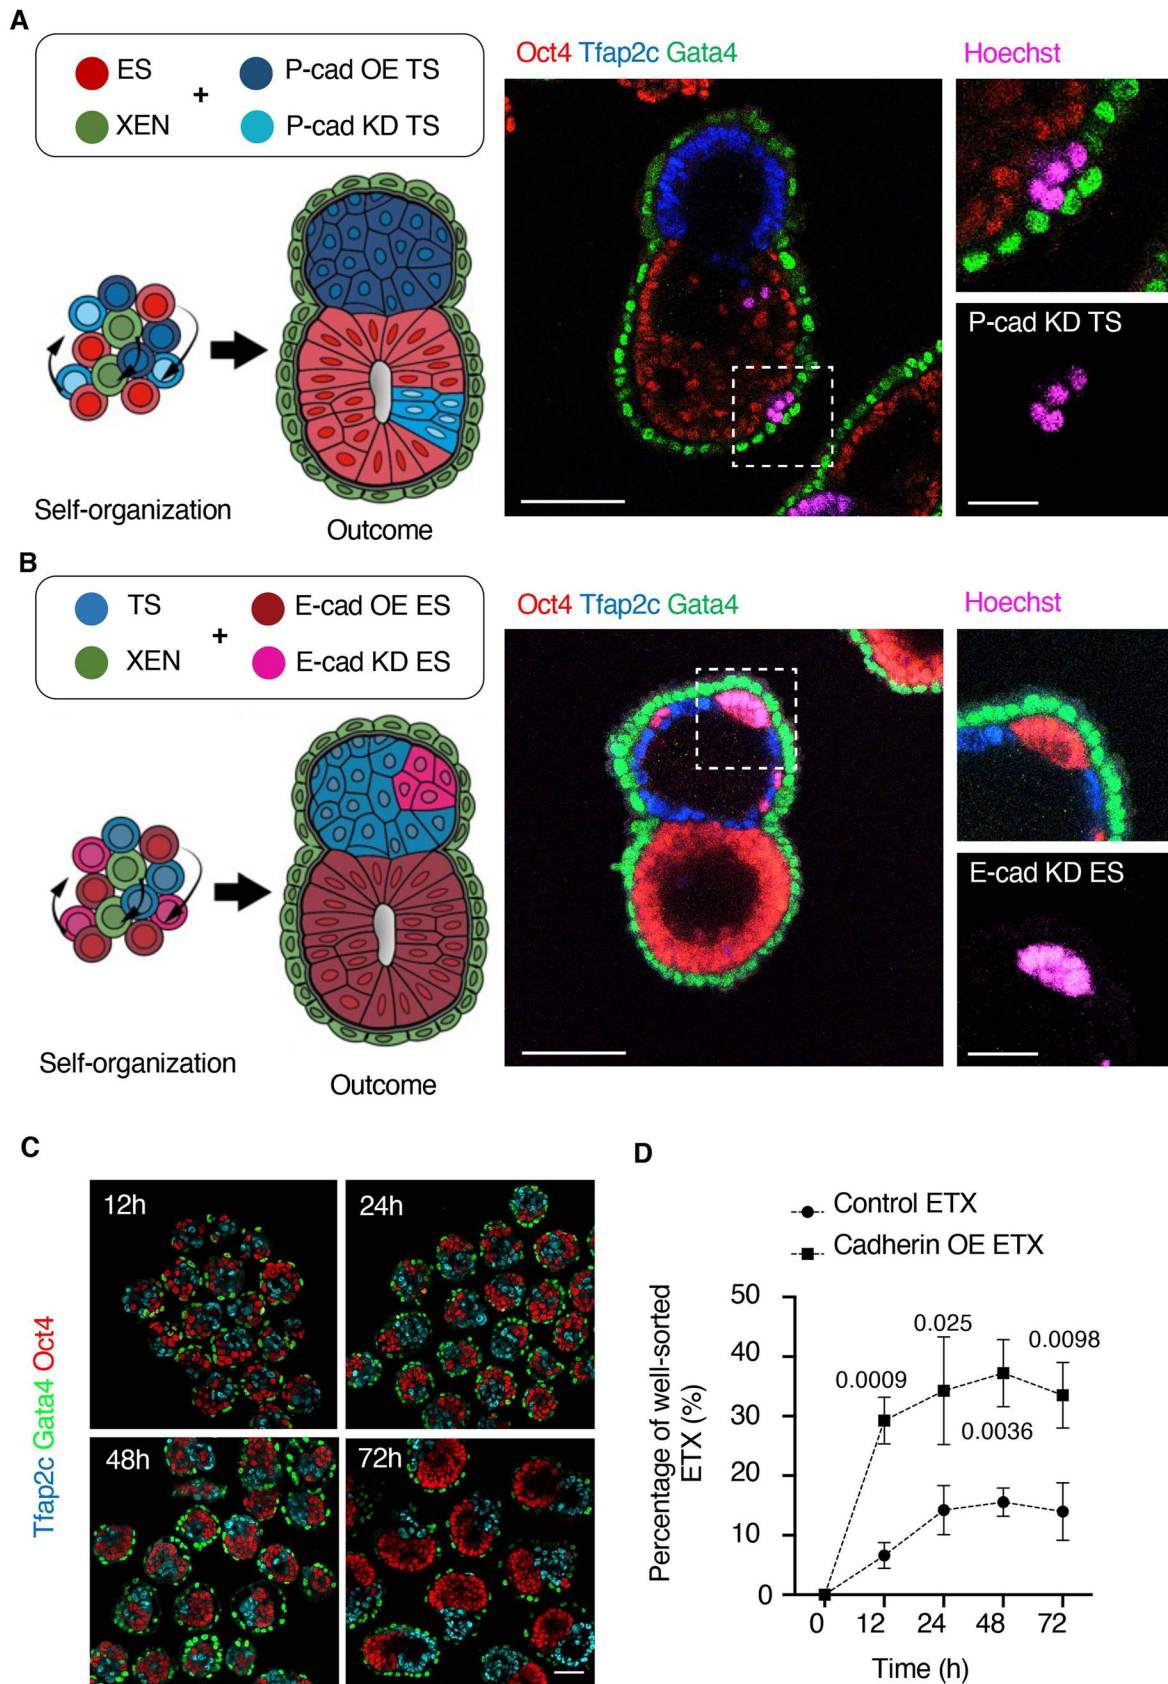 A
ES
P-cad OE TS
+
XEN
P-cad KD TS
Self-organization
Outcome
Oct4 Tfap2c Gata4
Hoechst
P-cad KD TS
B
TS
E-cad OE ES
+
XEN
E-cad KD ES
Self-organization
Outcome
Oct4 Tfap2c Gata4
Hoechst
E-cad KD ES
C
12h
24h
48h
72h
Tfap2c Gata4 Oct4
D
Control ETX
Cadherin OE ETX
Percentage of well-sorted
ETX (%)
50
40
30
20
10
0
0.0009
0.025
0.0036
0.0098
0
12
24
48
72
Time (h)